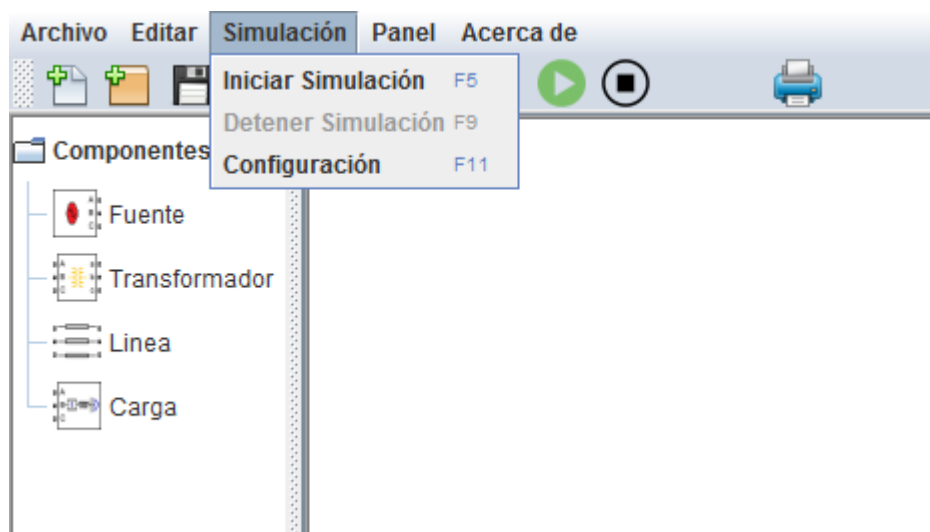 Archivo Editar Simulación Panel Acerca de
Iniciar Simulación F5
Detener Simulación F9
Configuración F11
Componentes
Fuente
Transformador
Linea
Carga